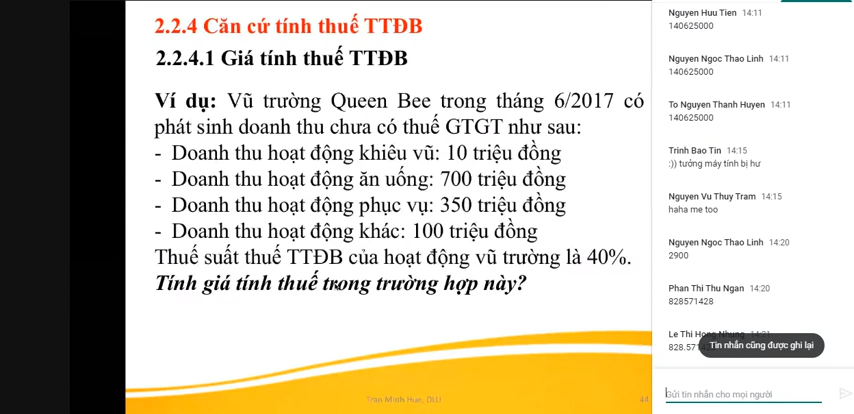 2.2.4 Căn cứ tính thuế TTĐB
2.2.4.1 Giá tính thuế TTĐB
Ví dụ: Vũ trường Queen Bee trong tháng 6/2017 có
phát sinh doanh thu chưa có thuế GTGT như sau:
- Doanh thu hoạt động khiêu vũ: 10 triệu đồng
- Doanh thu hoạt động ăn uống: 700 triệu đồng
- Doanh thu hoạt động phục vụ: 350 triệu đồng
- Doanh thu hoạt động khác: 100 triệu đồng
Thuế suất thuế TTĐB của hoạt động vũ trường là 40%.
Tính giá tính thuế trong trường hợp này?
44
Nguyen Huu Tien 14:11
140625000
Nguyen Ngoc Thao Linh 14:11
140625000
To Nguyen Thanh Huyen 14:11
140625000
Trinh Bao Tin 14:15
:)) tưởng máy tính bị hư
Nguyen Vu Thuy Tram 14:15
haha me too
Nguyen Ngoc Thao Linh 14:20
2900
Phan Thi Thu Ngan 14:20
828571428
Le Thi Hong Nhung 14:21
828.57
Tin nhắn cũng được ghi lại
Gửi tin nhắn cho mọi người